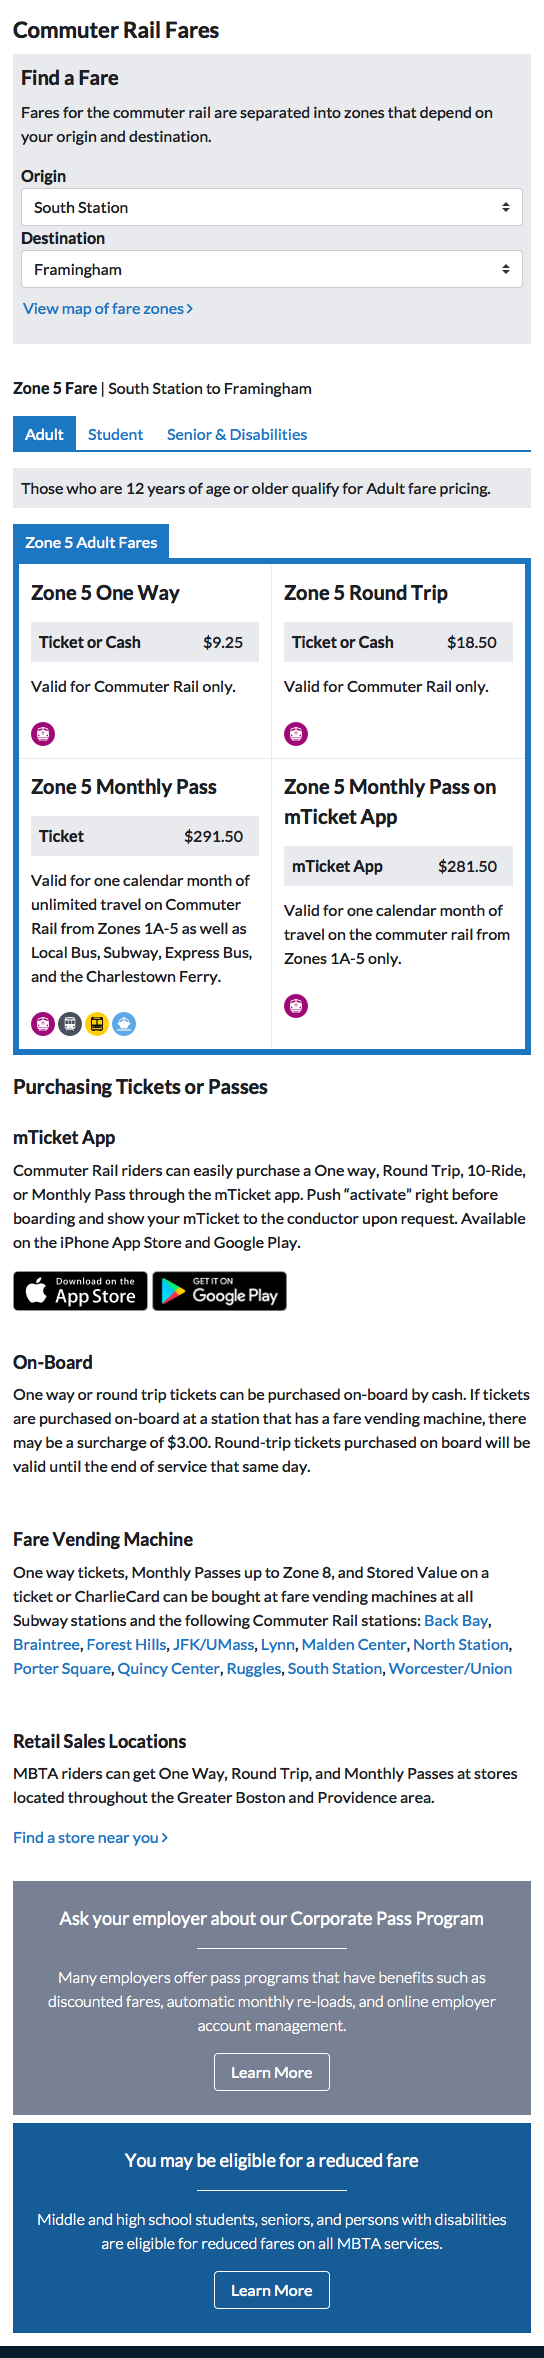 Commuter Rail Fares
Find a Fare
Fares for the commuter rail are separated into zones that depend on
your origin and destination.
Origin
South Station
Destination
Framingham
View map of fare zones
Zone 5 Fare | South Station to Framingham
Adult Student Senior & Disabilities
Those who are 12 years of age or older qualify for Adult fare pricing.
Zone 5 Adult Fares
Zone 5 One Way
Ticket or Cash $9.25
Valid for Commuter Rail only.
Zone 5 Round Trip
Ticket or Cash $18.50
Valid for Commuter Rail only.
Zone 5 Monthly Pass
Ticket $291.50
Valid for one calendar month of
unlimited travel on Commuter
Rail from Zones 1A-5 as well as
Local Bus, Subway, Express Bus,
and the Charlestown Ferry.
Zone 5 Monthly Pass on
mTicket App
mTicket App $281.50
Valid for one calendar month of
travel on the commuter rail from
Zones 1A-5 only.
Purchasing Tickets or Passes
mTicket App
Commuter Rail riders can easily purchase a One way, Round Trip, 10-Ride,
or Monthly Pass through the mTicket app. Push “activate” right before
boarding and show your mTicket to the conductor upon request. Available
on the iPhone App Store and Google Play.
Download on the
App Store
GET IT ON
Google Play
On-Board
One way or round trip tickets can be purchased on-board by cash. If tickets
are purchased on-board at a station that has a fare vending machine, there
may be a surcharge of $3.00. Round-trip tickets purchased on board will be
valid until the end of service that same day.
Fare Vending Machine
One way tickets, Monthly Passes up to Zone 8, and Stored Value on a
ticket or CharlieCard can be bought at fare vending machines at all
Subway stations and the following Commuter Rail stations: Back Bay,
Braintree, Forest Hills, JFK/UMass, Lynn, Malden Center, North Station,
Porter Square, Quincy Center, Ruggles, South Station, Worcester/Union
Retail Sales Locations
MBTA riders can get One Way, Round Trip, and Monthly Passes at stores
located throughout the Greater Boston and Providence area.
Find a store near you
Ask your employer about our Corporate Pass Program
Many employers offer pass programs that have benefits such as
discounted fares, automatic monthly re-loads, and online employer
account management.
Learn More
You may be eligible for a reduced fare
Middle and high school students, seniors, and persons with disabilities
are eligible for reduced fares on all MBTA services.
Learn More